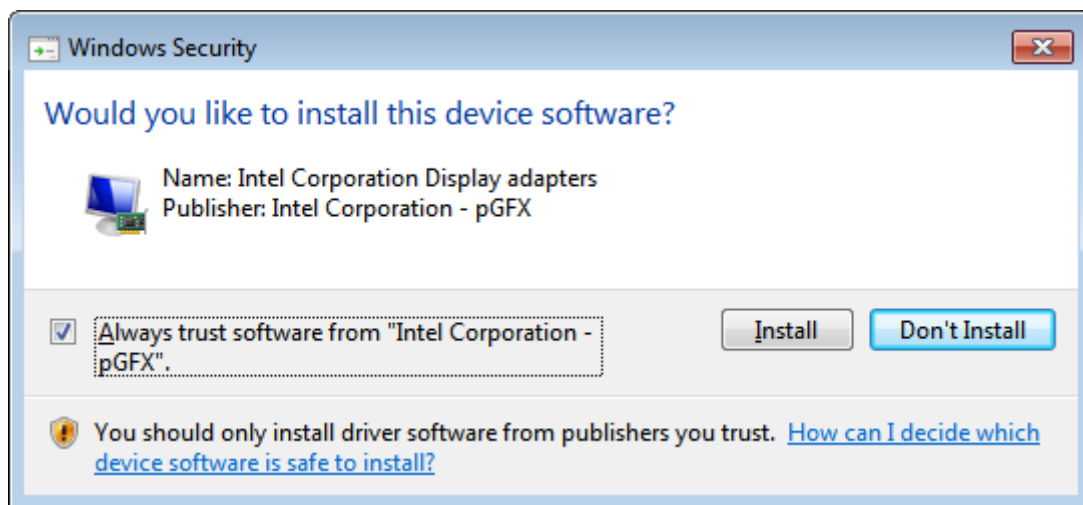 Windows Security
Would you like to install this device software?
Name: Intel Corporation Display adapters
Publisher: Intel Corporation - pGFX
Always trust software from "Intel Corporation -
pGFX".
Install
Don't Install
You should only install driver software from publishers you trust. How can I decide which
device software is safe to install?